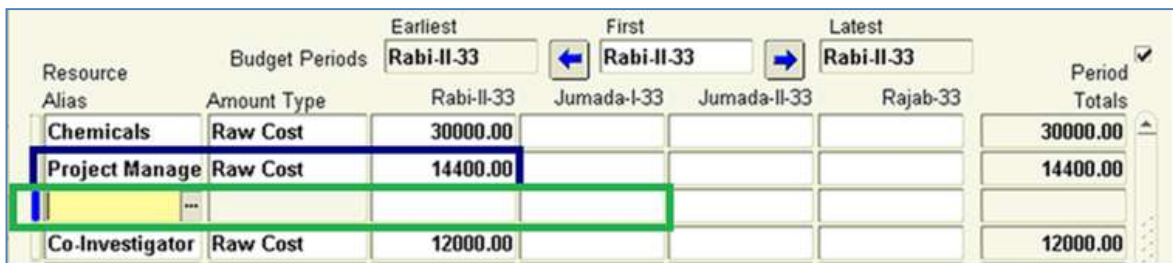 Earliest First Latest
Budget Periods Rabi-II-33 Rabi-II-33 Rabi-II-33
Resource Period
Alias Amount Type Rabi-II-33 Jumada-I-33 Jumada-II-33 Rajab-33 Totals
Chemicals Raw Cost 30000.00 30000.00
Project Manage Raw Cost 14400.00 14400.00
...
Co-Investigator Raw Cost 12000.00 12000.00